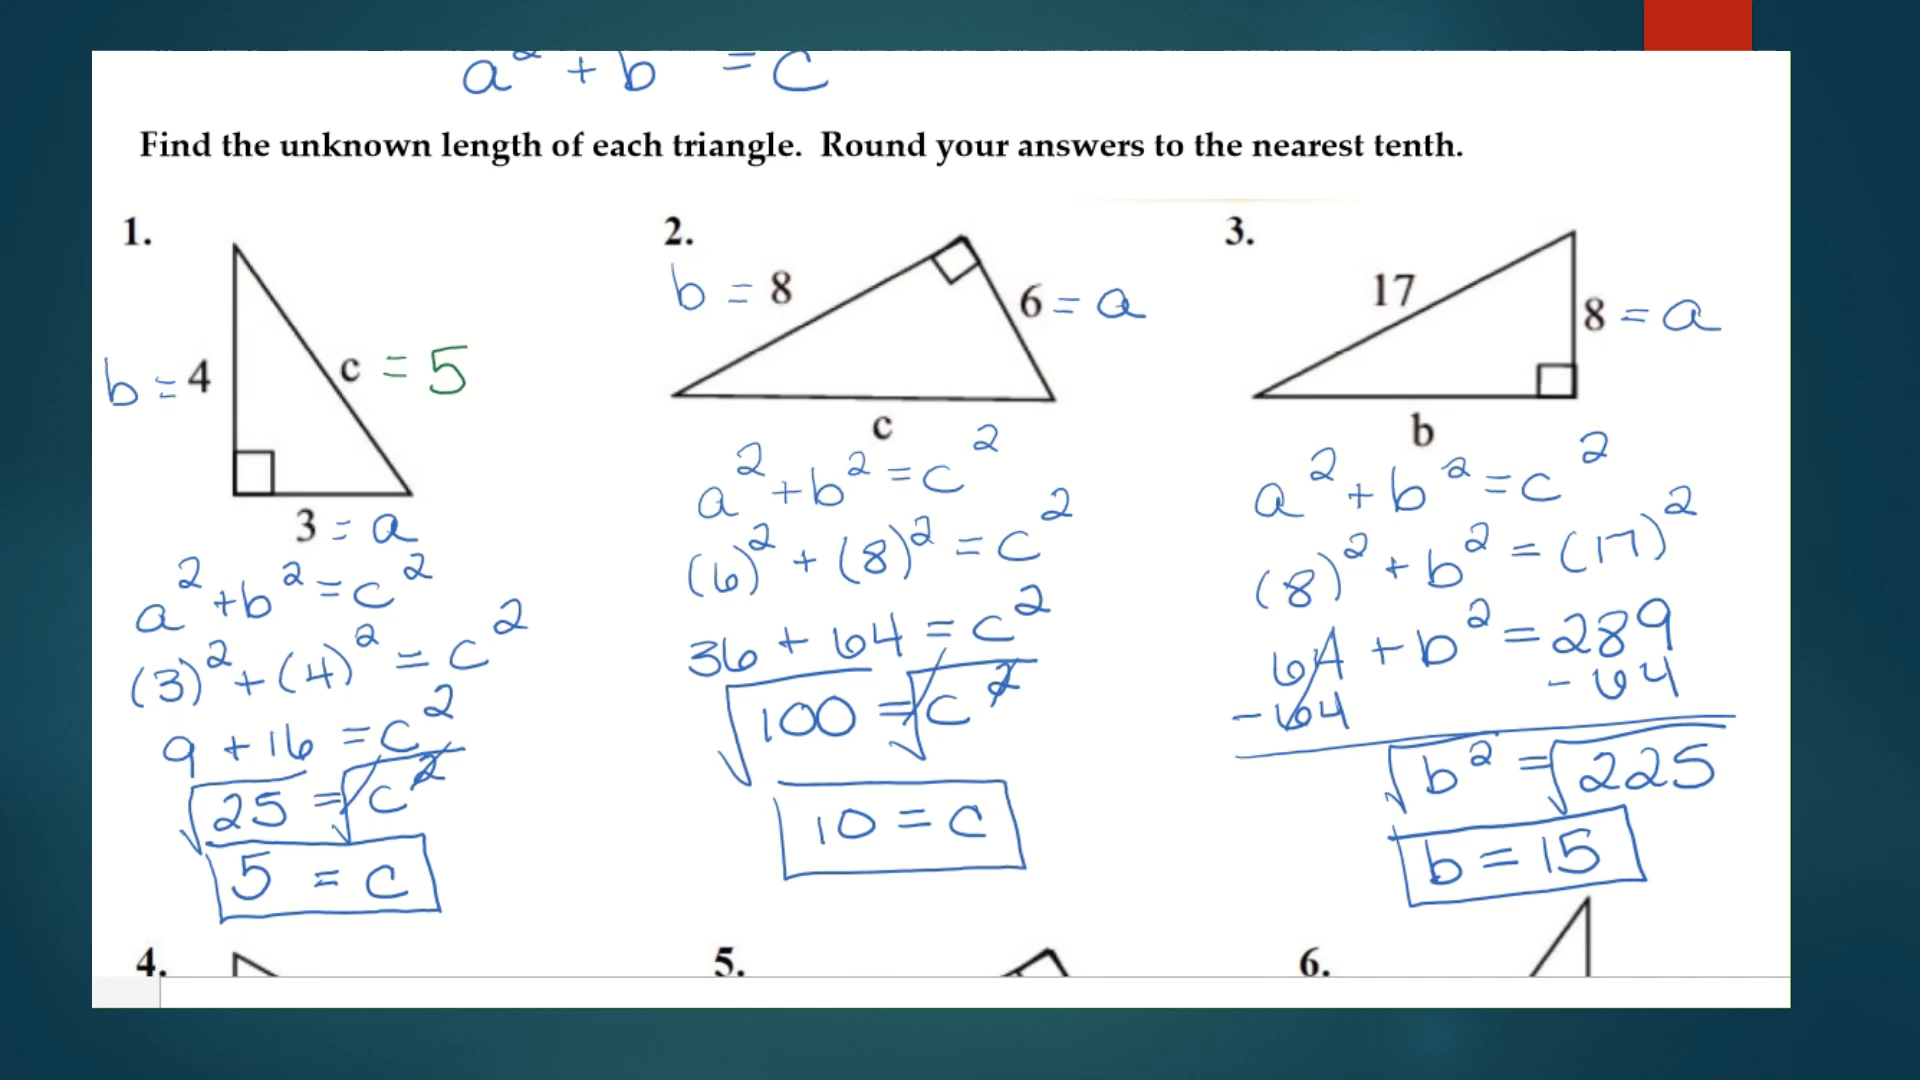 a² + b = c
Find the unknown length of each triangle. Round your answers to the nearest tenth.
1.
b = 4
c = 5
3 = a
a² + b² = c²
(3)² + (4)² = c²
9 + 16 = c²
√25 = √c²
5 = c
2.
b = 8
6 = a
c
a² + b² = c²
(6)² + (8)² = c²
36 + 64 = c²
√100 = √c²
10 = c
3.
17
8 = a
b
a² + b² = c²
(8)² + b² = (17)²
64 + b² = 289
-64 -64
√b² = √225
b = 15
4.
5.
6.